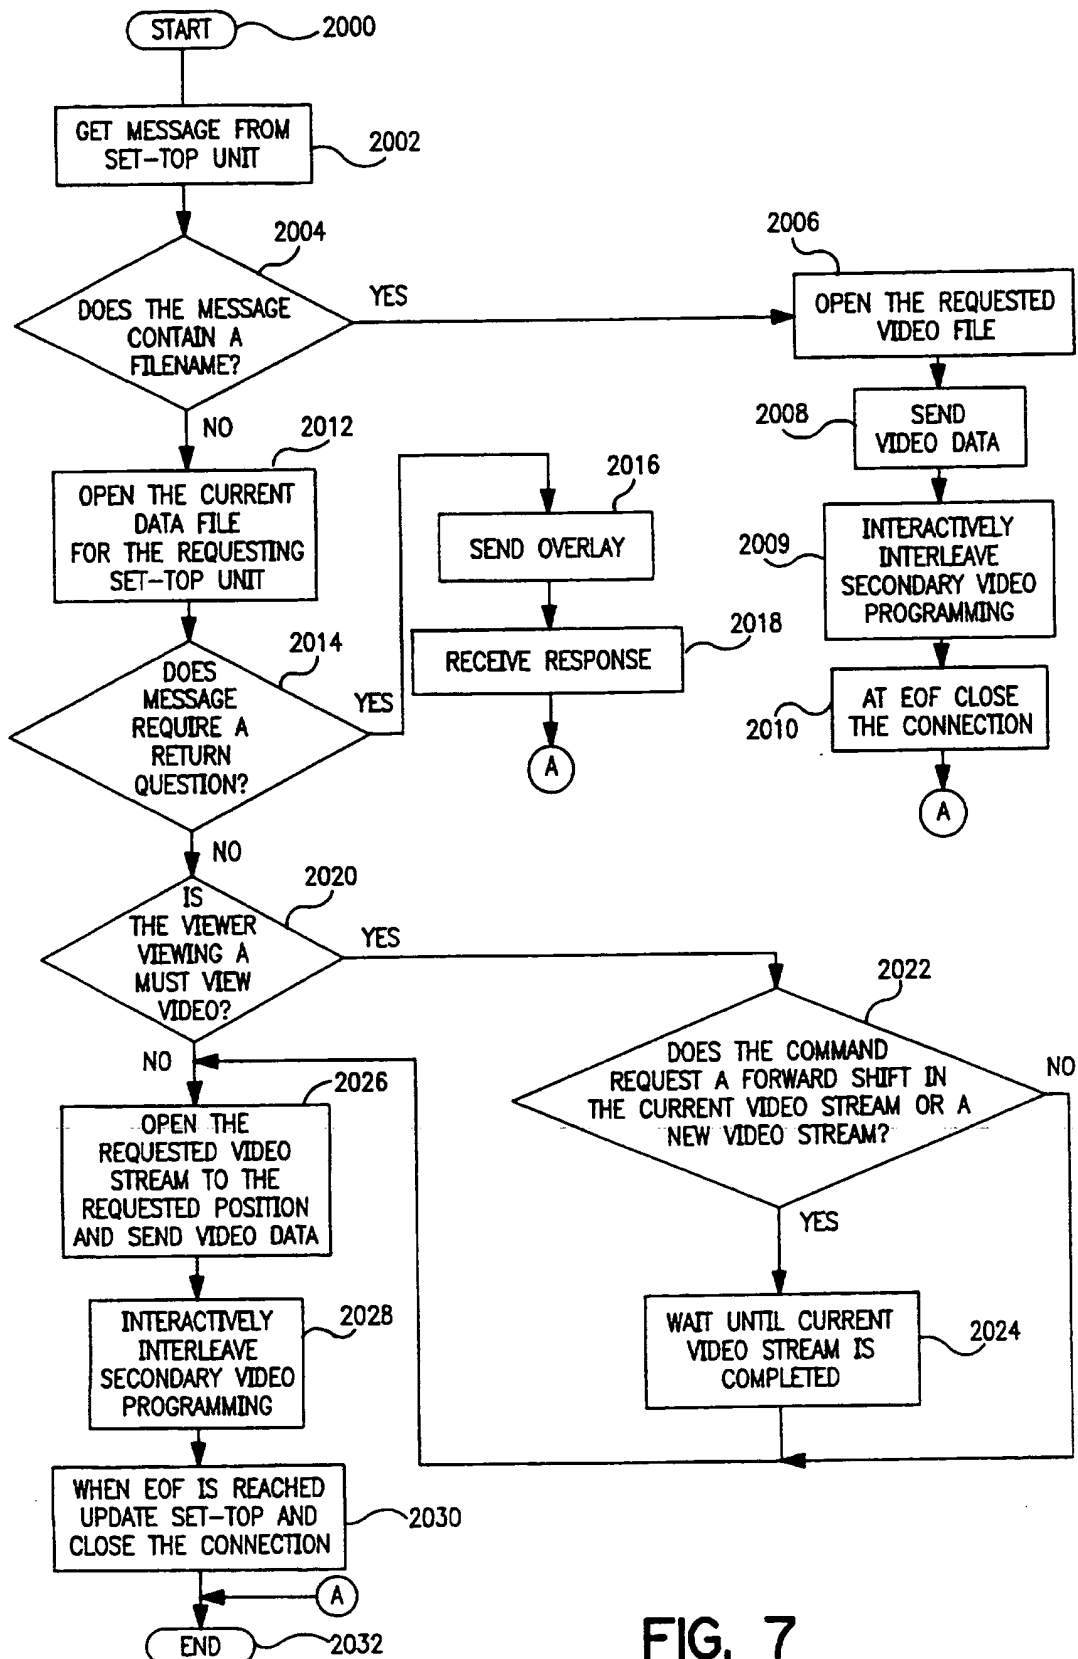 START
2000
GET MESSAGE FROM
SET-TOP UNIT
2002
2004
DOES THE MESSAGE
CONTAIN A
FILENAME?
YES
NO
2006
OPEN THE REQUESTED
VIDEO FILE
2008
SEND
VIDEO DATA
2009
INTERACTIVELY
INTERLEAVE
SECONDARY VIDEO
PROGRAMMING
2010
AT EOF CLOSE
THE CONNECTION
A
2012
OPEN THE CURRENT
DATA FILE
FOR THE REQUESTING
SET-TOP UNIT
2014
DOES
MESSAGE
REQUIRE A
RETURN
QUESTION?
YES
NO
2016
SEND OVERLAY
2018
RECEIVE RESPONSE
A
2020
IS
THE VIEWER
VIEWING A
MUST VIEW
VIDEO?
YES
NO
2022
DOES THE COMMAND
REQUEST A FORWARD SHIFT IN
THE CURRENT VIDEO STREAM OR A
NEW VIDEO STREAM?
NO
YES
WAIT UNTIL CURRENT
VIDEO STREAM IS
COMPLETED
2024
2026
OPEN THE
REQUESTED VIDEO
STREAM TO THE
REQUESTED POSITION
AND SEND VIDEO DATA
INTERACTIVELY
INTERLEAVE
SECONDARY VIDEO
PROGRAMMING
2028
WHEN EOF IS REACHED
UPDATE SET-TOP AND
CLOSE THE CONNECTION
2030
A
END
2032
FIG. 7